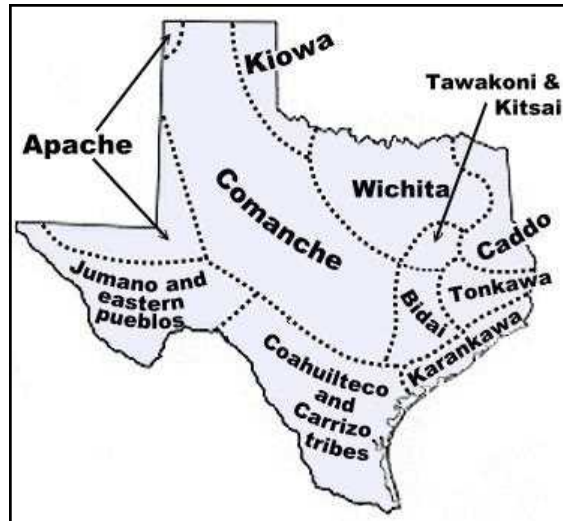 Kiowa
Tawakoni &
Kitsai
Apache
Wichita
Comanche
Caddo
Jumano and
eastern
pueblos
Tonkawa
Bidai
Karankawa
Coahuilteco
and
Carrizo
tribes